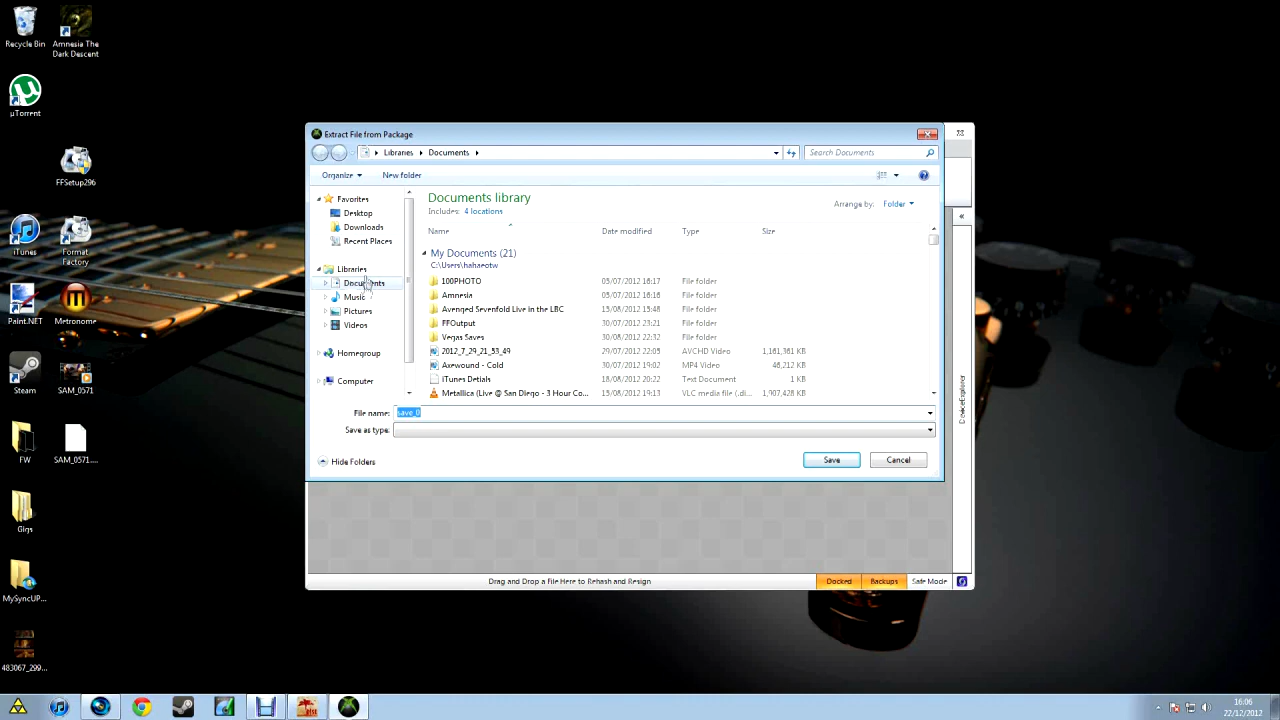 Recycle Bin
Amnesia The
Dark Descent
µTorrent
FFSetup296
iTunes
Format
Factory
Paint.NET
Metronome
Steam
SAM_0571
FW
SAM_0571....
Gigs
MySyncUP...
483067_299...
Extract File from Package
Libraries
Documents
Search Documents
Organize
New folder
Favorites
Desktop
Downloads
Recent Places
Libraries
Documents
Music
Pictures
Videos
Homegroup
Computer
Documents library
Includes: 4 locations
Arrange by: Folder
Name Date modified Type Size
My Documents (21)
C:\Users\hahaeotw
100PHOTO 05/07/2012 16:17 File folder
Amnesia 05/07/2012 16:16 File folder
Avenged Sevenfold Live in the LBC 15/08/2012 15:48 File folder
FFOutput 30/07/2012 23:21 File folder
Vegas Saves 30/08/2012 22:32 File folder
2012_7_29_21_53_49 29/07/2012 22:05 AVCHD Video 1,161,361 KB
Axewound - Cold 30/07/2012 19:02 MP4 Video 46,212 KB
iTunes Detials 18/08/2012 20:22 Text Document 1 KB
Metallica (Live @ San Diego - 3 Hour Co... 15/08/2012 19:13 VLC media file (.di... 1,907,428 KB
File name: save_0
Save as type:
Hide Folders
Save
Cancel
DeviceExplorer
Drag and Drop a File Here to Rehash and Resign
Docked
Backups
Safe Mode
16:06
22/12/2012